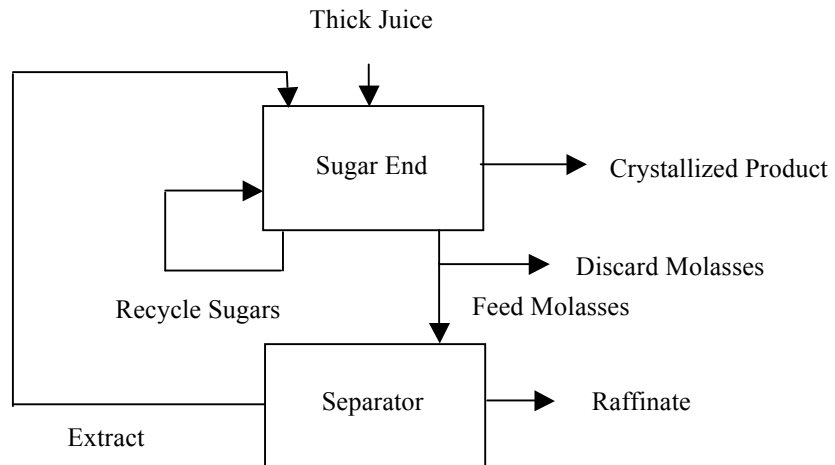 Thick Juice
Sugar End
Crystallized Product
Discard Molasses
Recycle Sugars
Feed Molasses
Separator
Raffinate
Extract